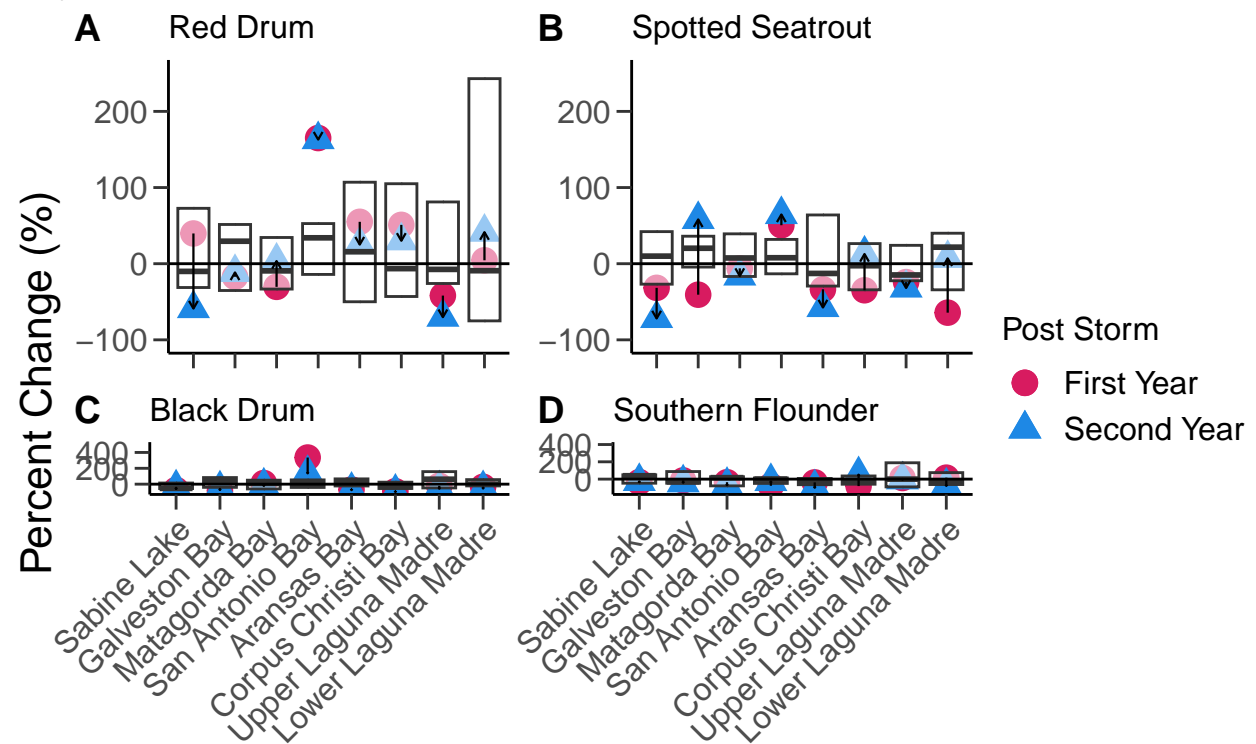 A Red Drum
B Spotted Seatrout
200
100
0
−100
200
100
0
−100
Percent Change (%)
Post Storm
First Year
Second Year
C Black Drum
D Southern Flounder
400
200
0
400
200
0
Sabine Lake
Galveston Bay
Matagorda Bay
San Antonio Bay
Aransas Bay
Corpus Christi Bay
Upper Laguna Madre
Lower Laguna Madre
Sabine Lake
Galveston Bay
Matagorda Bay
San Antonio Bay
Aransas Bay
Corpus Christi Bay
Upper Laguna Madre
Lower Laguna Madre